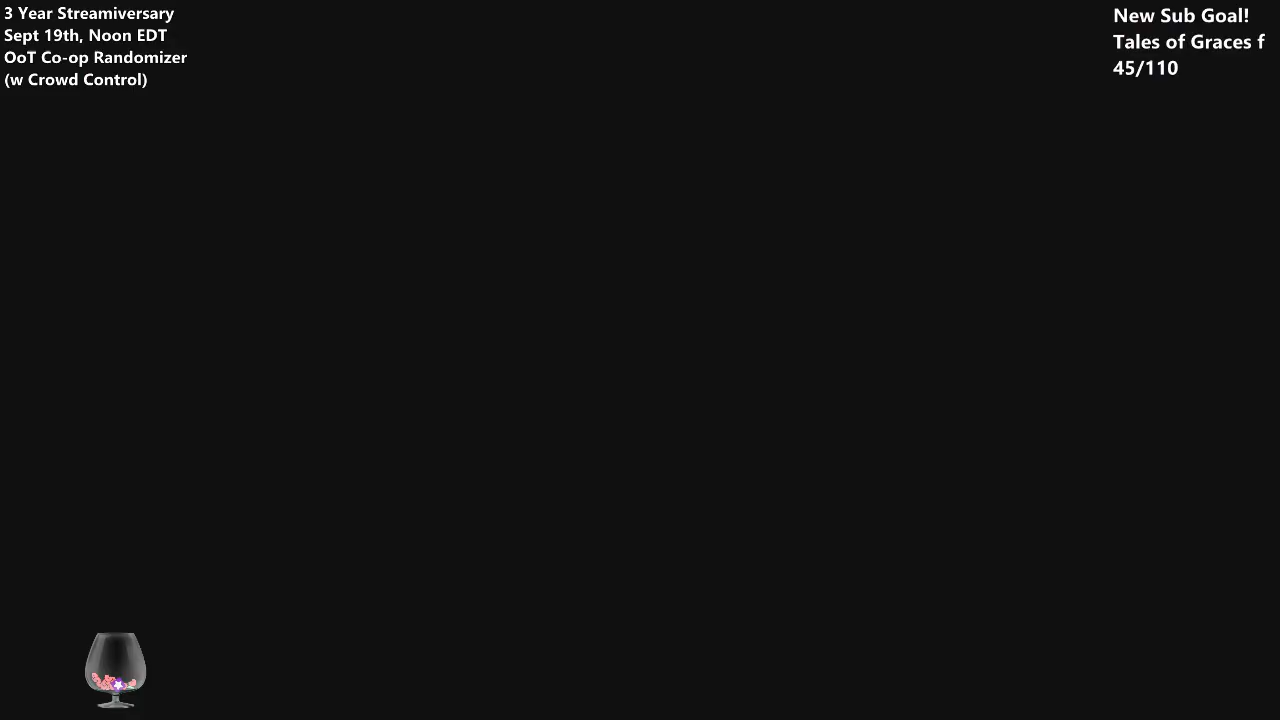 3 Year Streamiversary
Sept 19th, Noon EDT
OoT Co-op Randomizer
(w Crowd Control)
New Sub Goal!
Tales of Graces f
45/110